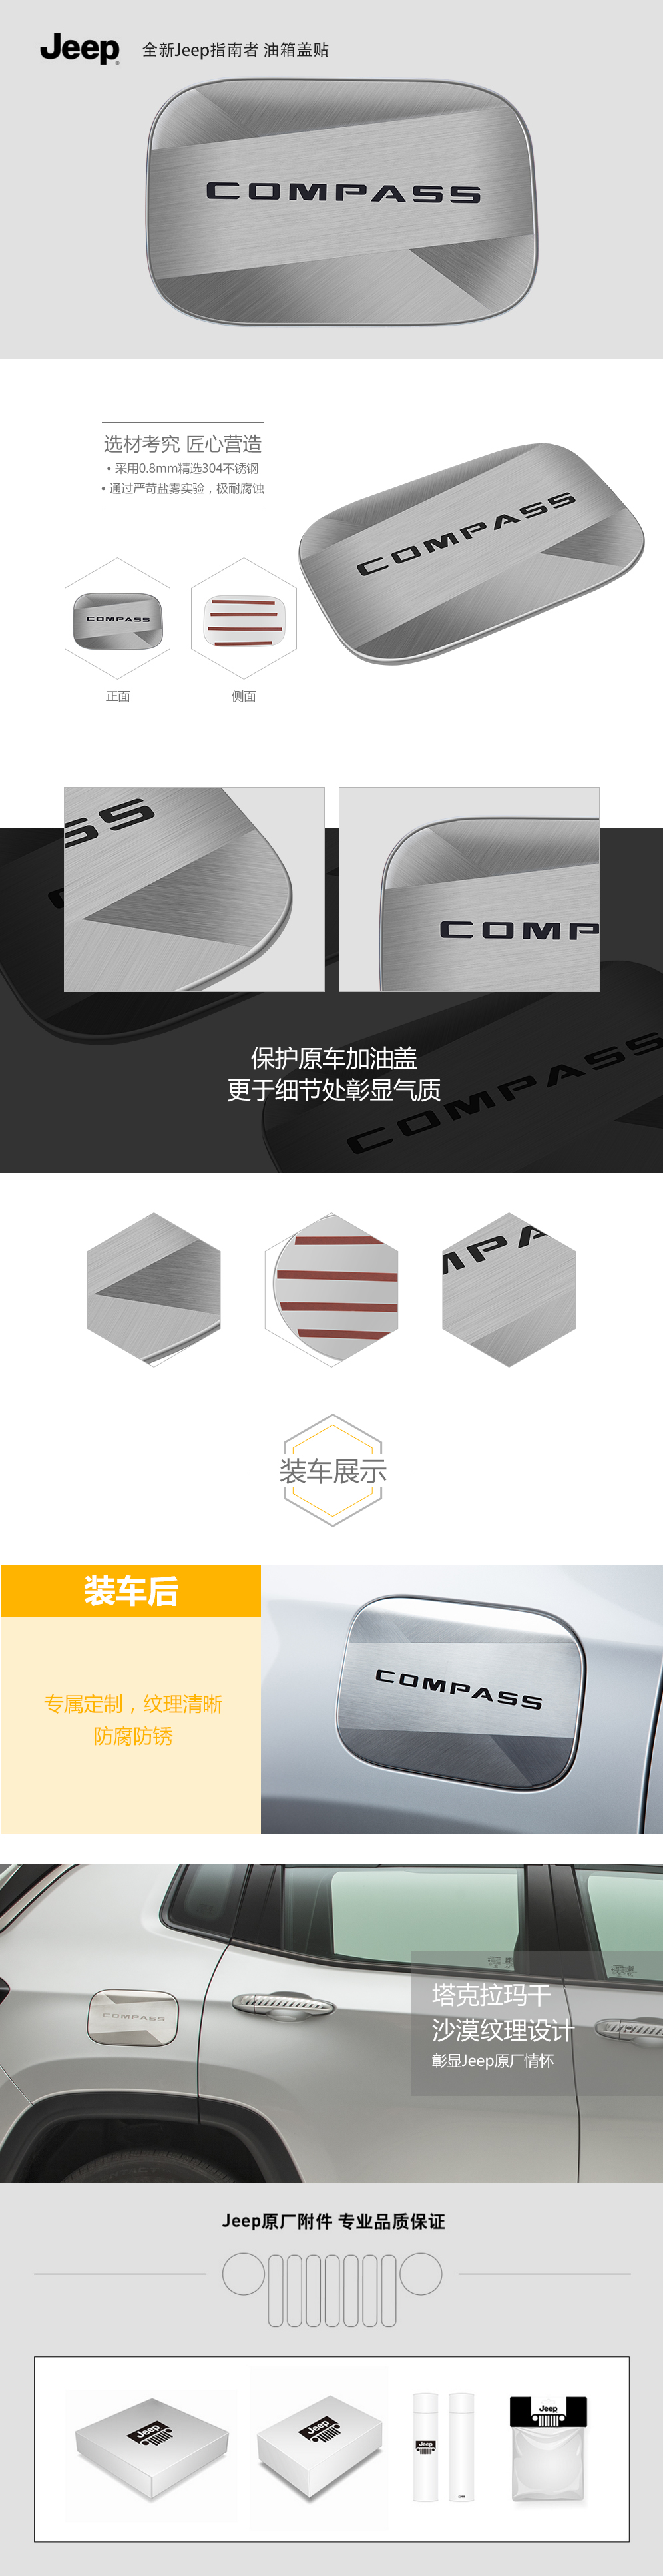 Jeep
全新Jeep指南者 油箱盖贴
COMPASS
选材考究 匠心营造
• 采用0.8mm精选304不锈钢
• 通过严苛盐雾实验，极耐腐蚀
COMPASS
COMPASS
正面
侧面
SS
COMP
保护原车加油盖
更于细节处彰显气质
COMPASS
MPA
装车展示
装车后
专属定制，纹理清晰
防腐防锈
COMPASS
COMPASS
塔克拉玛干
沙漠纹理设计
彰显Jeep原厂情怀
Jeep原厂附件 专业品质保证
Jeep
Jeep
Jeep
Jeep